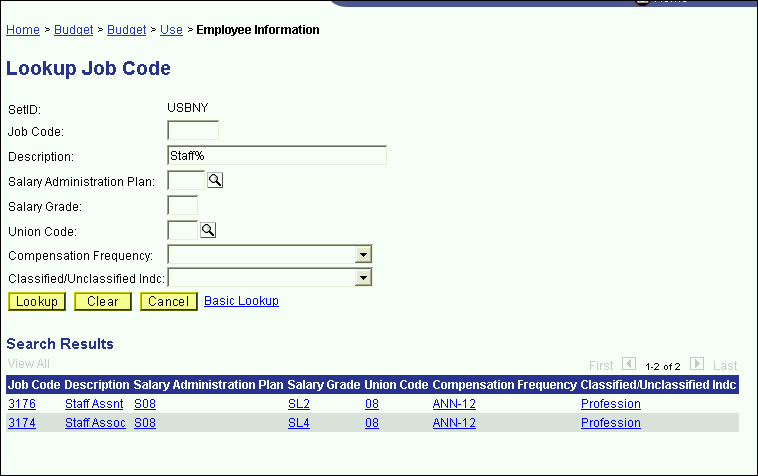 Home > Budget > Budget > Use > Employee Information
Lookup Job Code
SetID: USBNY
Job Code:
Description: Staff%
Salary Administration Plan:
Salary Grade:
Union Code:
Compensation Frequency:
Classified/Unclassified Indc:
Lookup Clear Cancel Basic Lookup
Search Results
View All First 1-2 of 2 Last
Job Code Description Salary Administration Plan Salary Grade Union Code Compensation Frequency Classified/Unclassified Indc
3176 Staff Assnt S08 SL2 08 ANN-12 Profession
3174 Staff Assoc S08 SL4 08 ANN-12 Profession